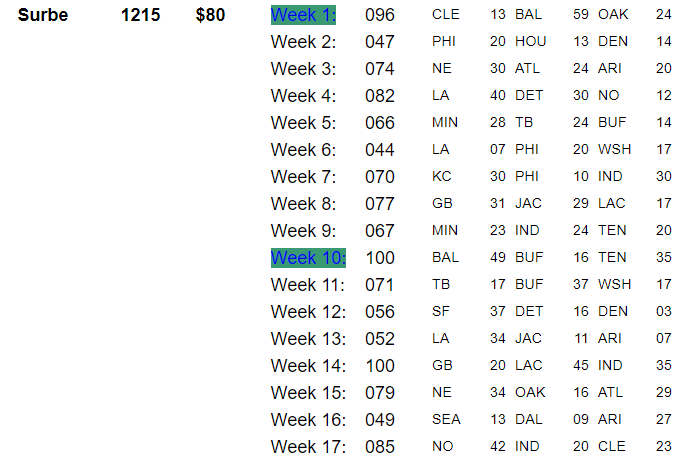 Surbe 1215 $80 Week 1: 096 CLE 13 BAL 59 OAK 24
Week 2: 047 PHI 20 HOU 13 DEN 14
Week 3: 074 NE 30 ATL 24 ARI 20
Week 4: 082 LA 40 DET 30 NO 12
Week 5: 066 MIN 28 TB 24 BUF 14
Week 6: 044 LA 07 PHI 20 WSH 17
Week 7: 070 KC 30 PHI 10 IND 30
Week 8: 077 GB 31 JAC 29 LAC 17
Week 9: 067 MIN 23 IND 24 TEN 20
Week 10: 100 BAL 49 BUF 16 TEN 35
Week 11: 071 TB 17 BUF 37 WSH 17
Week 12: 056 SF 37 DET 16 DEN 03
Week 13: 052 LA 34 JAC 11 ARI 07
Week 14: 100 GB 20 LAC 45 IND 35
Week 15: 079 NE 34 OAK 16 ATL 29
Week 16: 049 SEA 13 DAL 09 ARI 27
Week 17: 085 NO 42 IND 20 CLE 23